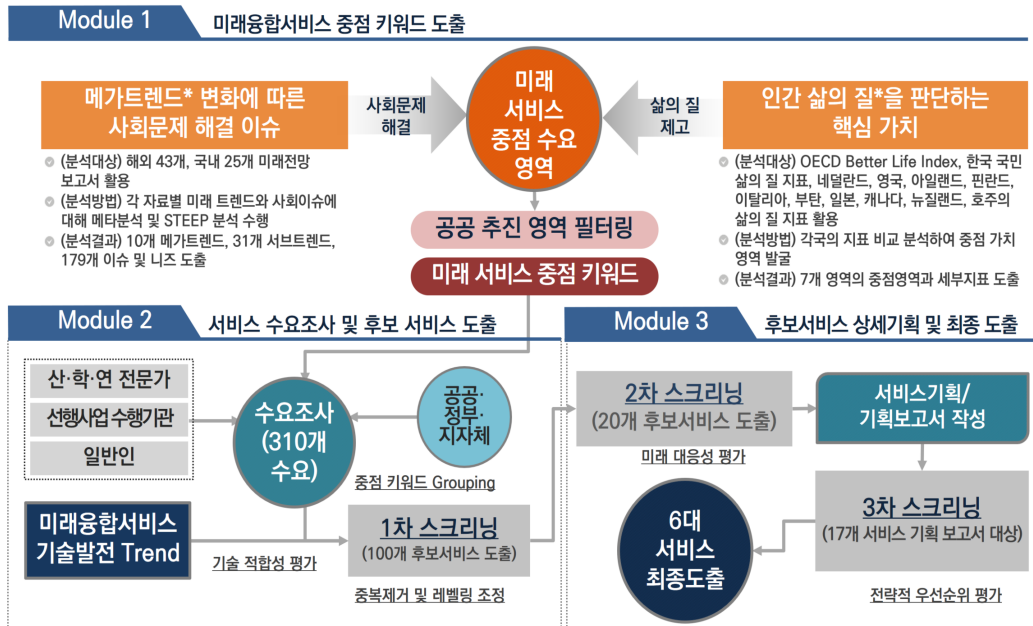 Module 1
미래융합서비스 중점 키워드 도출
메가트렌드* 변화에 따른
사회문제 해결 이슈
(분석대상) 해외 43개, 국내 25개 미래전망
보고서 활용
(분석방법) 각 자료별 미래 트렌드와 사회이슈에
대해 메타분석 및 STEEP 분석 수행
(분석결과) 10개 메가트렌드, 31개 서브트렌드,
179개 이슈 및 니즈 도출
사회문제
해결
미래
서비스
중점 수요
영역
삶의 질
제고
인간 삶의 질*을 판단하는
핵심 가치
(분석대상) OECD Better Life Index, 한국 국민
삶의 질 지표, 네덜란드, 영국, 아일랜드, 핀란드,
이탈리아, 부탄, 일본, 캐나다, 뉴질랜드, 호주의
삶의 질 지표 활용
(분석방법) 각국의 지표 비교 분석하여 중점 가치
영역 발굴
(분석결과) 7개 영역의 중점영역과 세부지표 도출
공공 추진 영역 필터링
미래 서비스 중점 키워드
Module 2
서비스 수요조사 및 후보 서비스 도출
산·학·연 전문가
선행사업 수행기관
일반인
수요조사
(310개
수요)
공공·
정부·
지자체
중점 키워드 Grouping
미래융합서비스
기술발전 Trend
기술 적합성 평가
1차 스크리닝
(100개 후보서비스 도출)
중복제거 및 레벨링 조정
Module 3
후보서비스 상세기획 및 최종 도출
2차 스크리닝
(20개 후보서비스 도출)
미래 대응성 평가
서비스기획/
기획보고서 작성
3차 스크리닝
(17개 서비스 기획 보고서 대상)
전략적 우선순위 평가
6대
서비스
최종도출